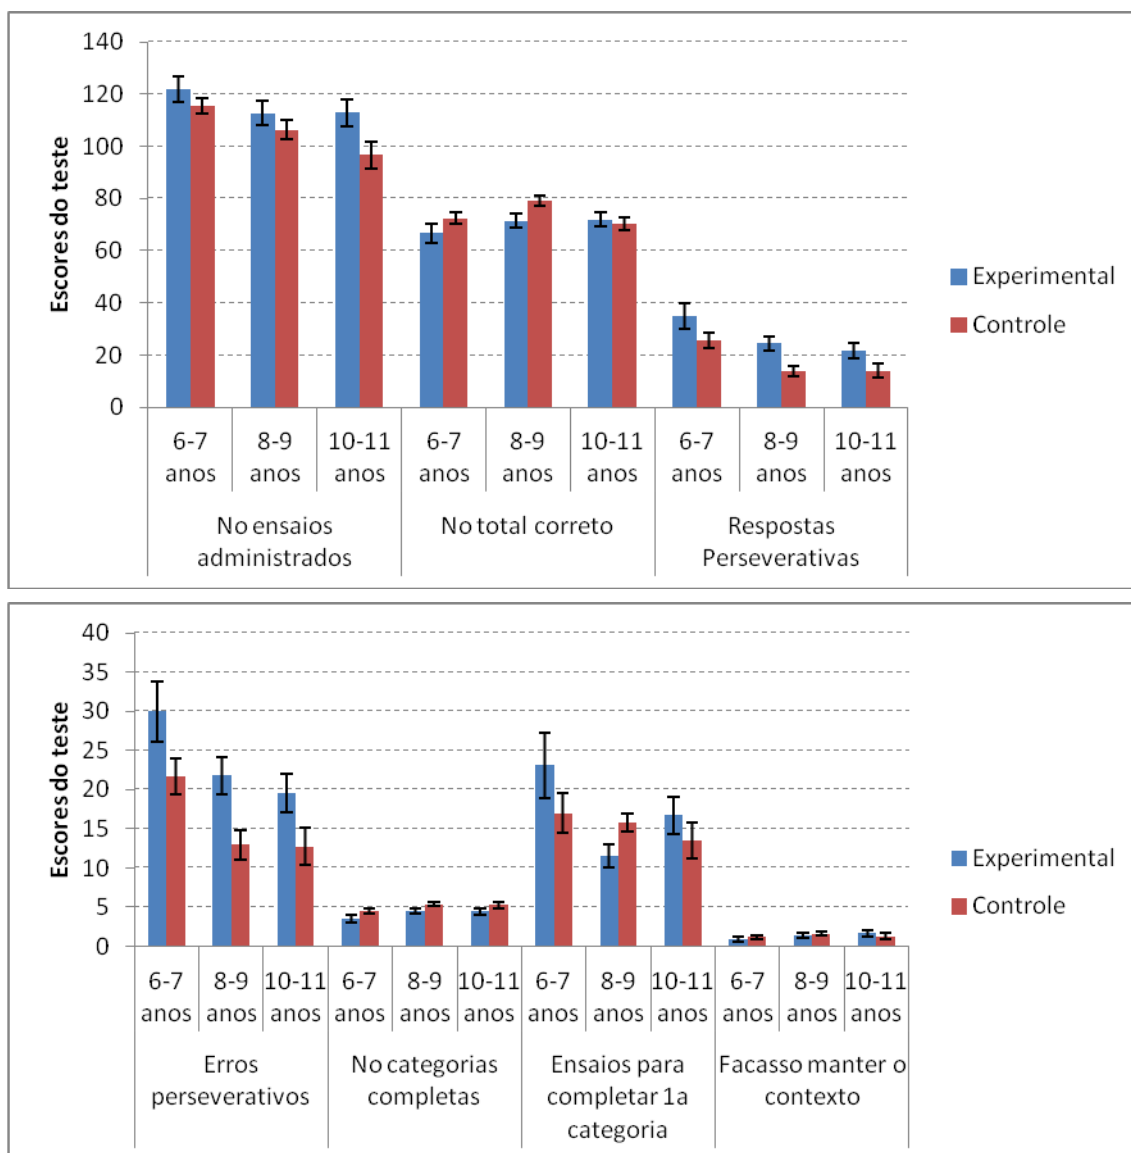 140
120
100
80
60
40
20
0
Escores do teste
6-7 8-9 10-11 6-7 8-9 10-11 6-7 8-9 10-11
anos anos anos anos anos anos anos anos anos
No ensaios No total correto Respostas
administrados Perseverativas
Experimental
Controle
40
35
30
25
20
15
10
5
0
Escores do teste
6-7 8-9 10-11 6-7 8-9 10-11 6-7 8-9 10-11 6-7 8-9 10-11
anos anos anos anos anos anos anos anos anos anos anos anos
Erros No categorias Ensaios para Facasso manter o
perseverativos completas completar 1a contexto
categoria
Experimental
Controle